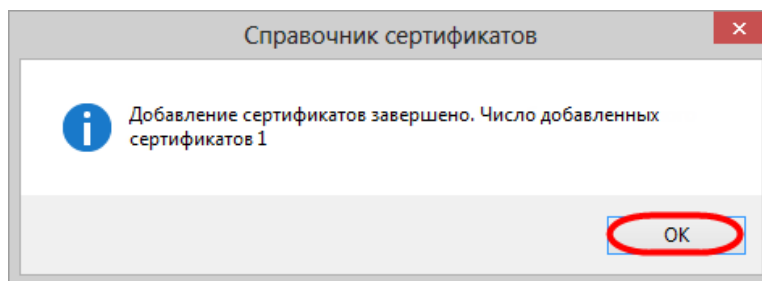 Справочник сертификатов
Добавление сертификатов завершено. Число добавленных
сертификатов 1
OK